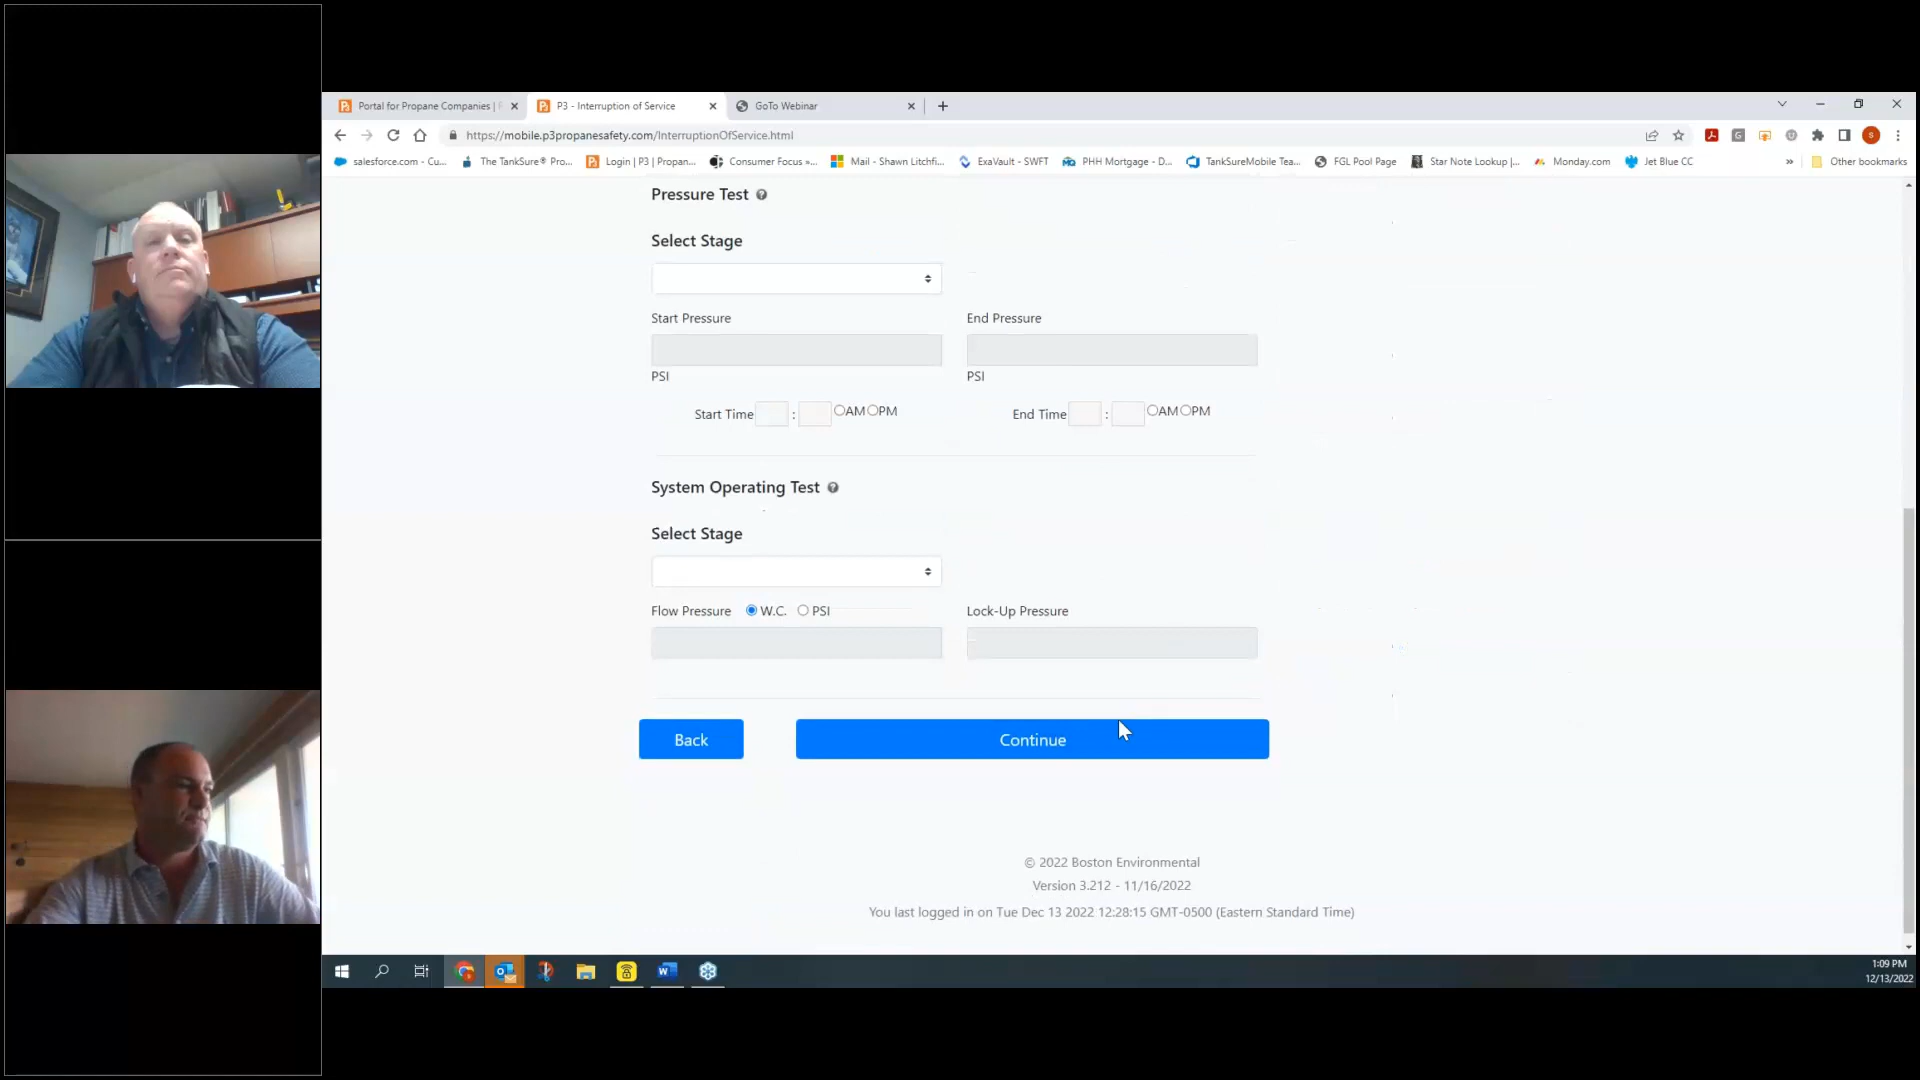 Portal for Propane Companies |
P3 - Interruption of Service
GoTo Webinar
https://mobile.p3propanesafety.com/InterruptionOfService.html
salesforce.com - Cu...
The TankSure® Pro...
Login | P3 | Propan...
Consumer Focus »...
Mail - Shawn Litchfi...
ExaVault - SWFT
PHH Mortgage - D...
TankSureMobile Tea...
FGL Pool Page
Star Note Lookup |...
Monday.com
Jet Blue CC
»
Other bookmarks
Pressure Test
Select Stage
Start Pressure
End Pressure
PSI
PSI
Start Time : AM PM
End Time : AM PM
System Operating Test
Select Stage
Flow Pressure W.C. PSI
Lock-Up Pressure
Back
Continue
© 2022 Boston Environmental
Version 3.212 - 11/16/2022
You last logged in on Tue Dec 13 2022 12:28:15 GMT-0500 (Eastern Standard Time)
1:09 PM
12/13/2022